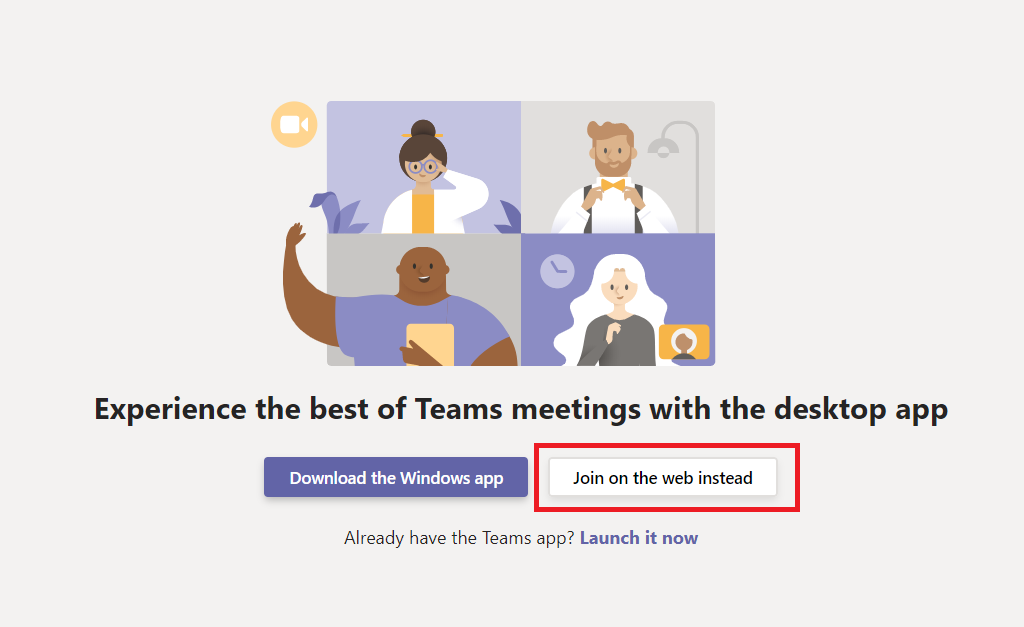 Experience the best of Teams meetings with the desktop app
Download the Windows app
Join on the web instead
Already have the Teams app? Launch it now